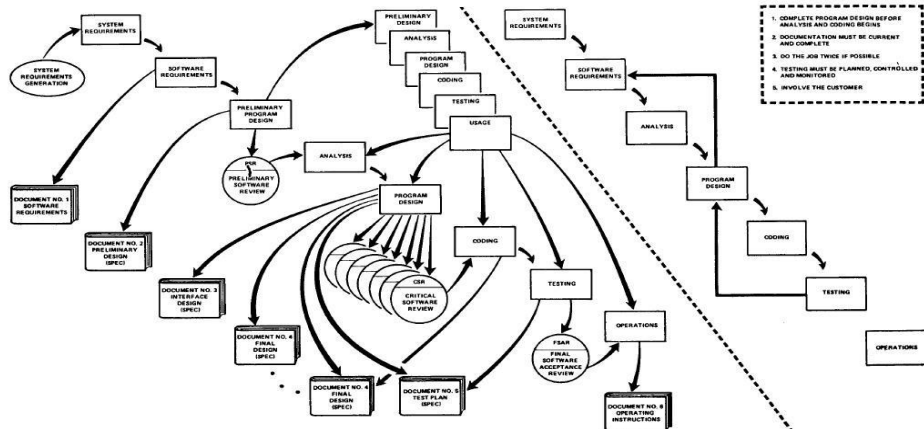 SYSTEM
REQUIREMENTS
SYSTEM
REQUIREMENTS
GENERATION
SOFTWARE
REQUIREMENTS
PRELIMINARY
PROGRAM
DESIGN
PRELIMINARY
DESIGN
ANALYSIS
PROGRAM
DESIGN
CODING
TESTING
USAGE
PSR
PRELIMINARY
SOFTWARE
REVIEW
ANALYSIS
PROGRAM
DESIGN
DOCUMENT NO. 1
SOFTWARE
REQUIREMENTS
DOCUMENT NO. 2
PRELIMINARY
DESIGN
(SPEC)
DOCUMENT NO. 3
INTERFACE
DESIGN
(SPEC)
DOCUMENT NO. 4
FINAL
DESIGN
(SPEC)
DOCUMENT NO. 4
FINAL
DESIGN
(SPEC)
CSR
CRITICAL
SOFTWARE
REVIEW
CODING
TESTING
DOCUMENT NO. 5
TEST PLAN
(SPEC)
FSAR
FINAL
SOFTWARE
ACCEPTANCE
REVIEW
OPERATIONS
DOCUMENT NO. 6
OPERATING
INSTRUCTIONS
SYSTEM
REQUIREMENTS
SOFTWARE
REQUIREMENTS
ANALYSIS
PROGRAM
DESIGN
CODING
TESTING
OPERATIONS
1. COMPLETE PROGRAM DESIGN BEFORE
ANALYSIS AND CODING BEGINS
2. DOCUMENTATION MUST BE CURRENT
AND COMPLETE
3. DO THE JOB TWICE IF POSSIBLE
4. TESTING MUST BE PLANNED, CONTROLLED
AND MONITORED
5. INVOLVE THE CUSTOMER